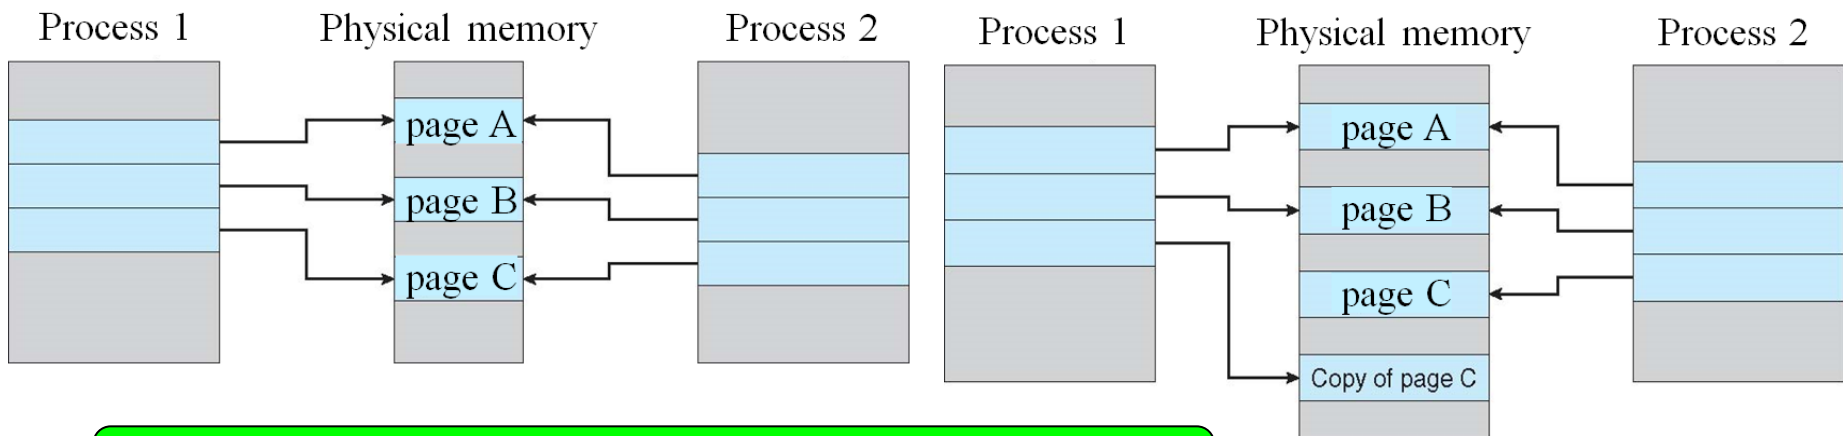 Process 1
Physical memory
Process 2
page A
page B
page C
Process 1
Physical memory
Process 2
page A
page B
page C
Copy of page C